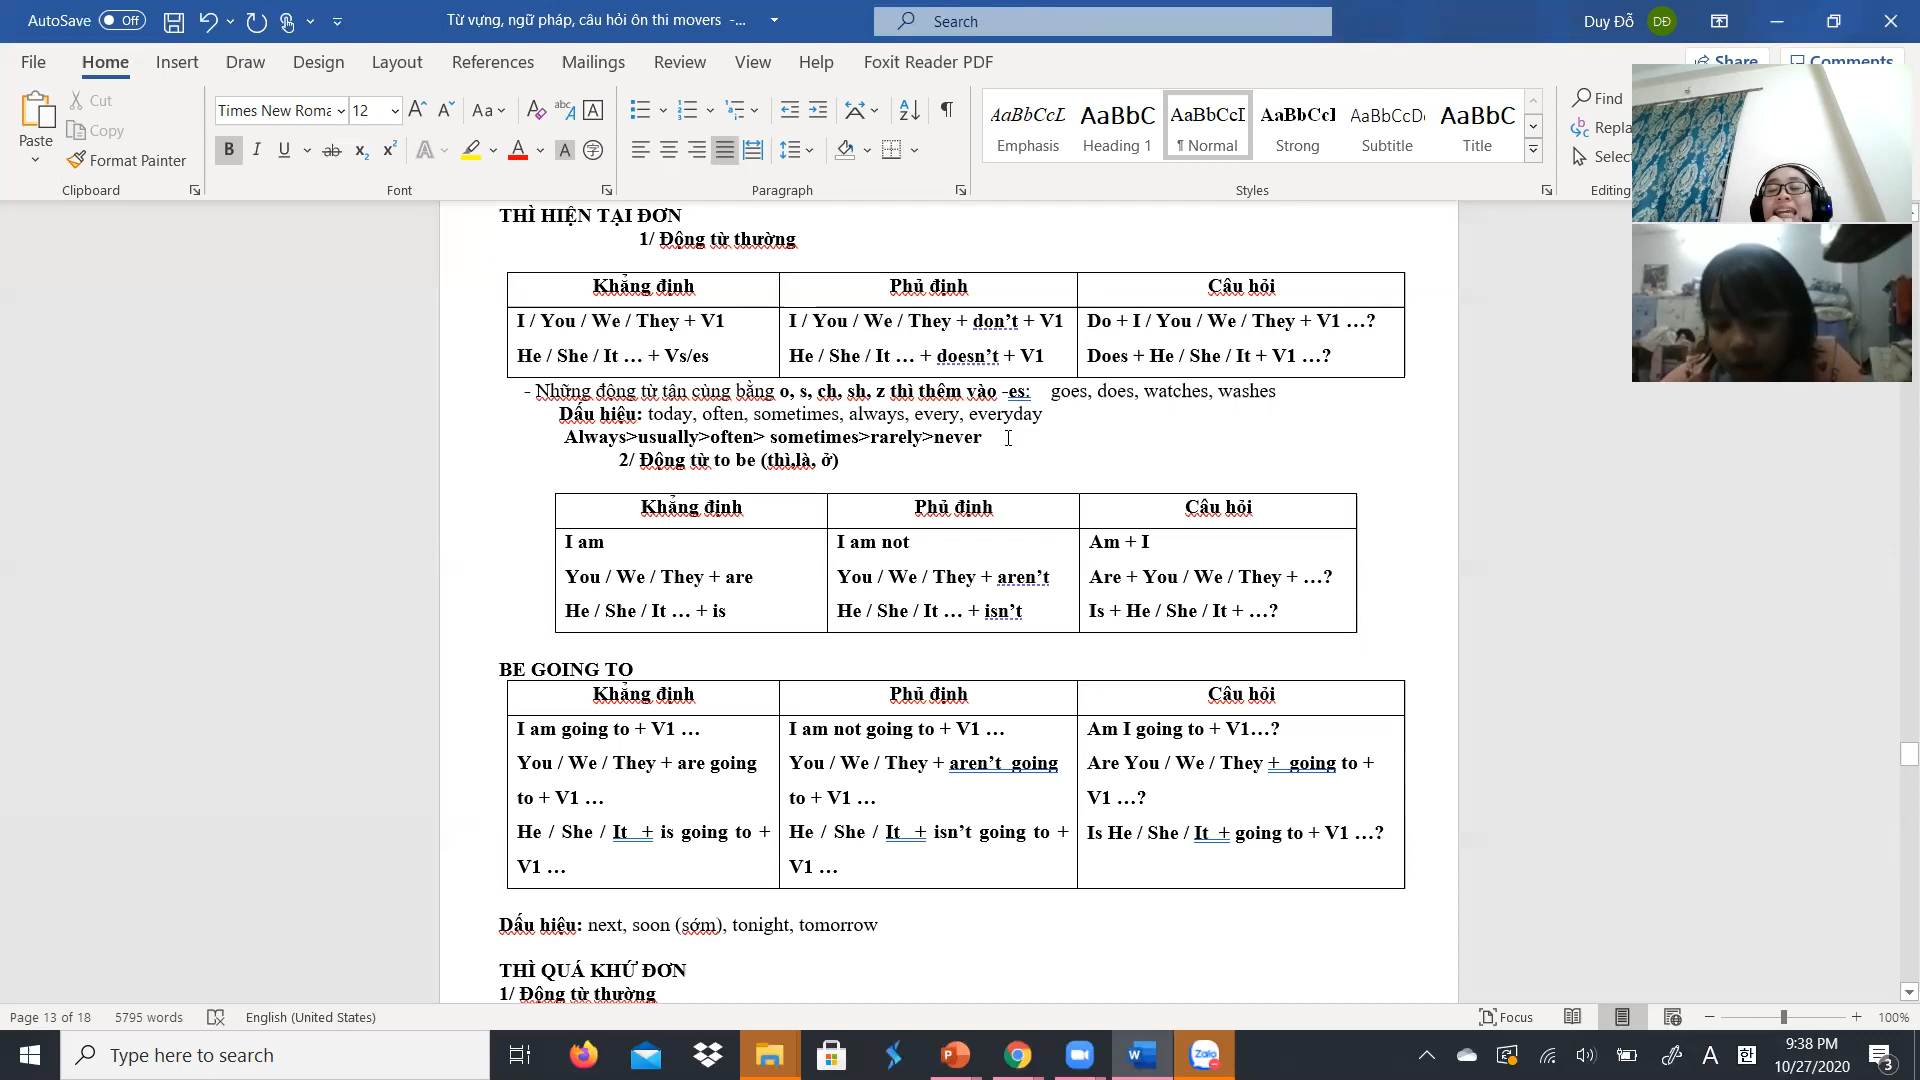 AutoSave Off Từ vựng, ngữ pháp, câu hỏi ôn thi movers -... Search Duy Đỗ DĐ
File Home Insert Draw Design Layout References Mailings Review View Help Foxit Reader PDF Share Comments
Paste Cut Copy Format Painter
Times New Roma 12
AaBbCcL AaBbC AaBbCcI AaBbCcI AaBbCcDc AaBbC
Emphasis Heading 1 ¶ Normal Strong Subtitle Title
Find
Repla
Selec
Clipboard Font Paragraph Styles Editing
THÌ HIỆN TẠI ĐƠN
1/ Động từ thường
Khẳng định Phủ định Câu hỏi
I / You / We / They + V1 I / You / We / They + don’t + V1 Do + I / You / We / They + V1 …?
He / She / It … + Vs/es He / She / It … + doesn’t + V1 Does + He / She / It + V1 …?
- Những động từ tận cùng bằng o, s, ch, sh, z thì thêm vào -es: goes, does, watches, washes
Dấu hiệu: today, often, sometimes, always, every, everyday
Always>usually>often> sometimes>rarely>never
2/ Động từ to be (thì,là, ở)
Khẳng định Phủ định Câu hỏi
I am I am not Am + I
You / We / They + are You / We / They + aren’t Are + You / We / They + …?
He / She / It … + is He / She / It … + isn’t Is + He / She / It + …?
BE GOING TO
Khẳng định Phủ định Câu hỏi
I am going to + V1 … I am not going to + V1 … Am I going to + V1…?
You / We / They + are going You / We / They + aren’t going Are You / We / They + going to +
to + V1 … to + V1 … V1 …?
He / She / It + is going to + He / She / It + isn’t going to + Is He / She / It + going to + V1 …?
V1 … V1 …
Dấu hiệu: next, soon (sớm), tonight, tomorrow
THÌ QUÁ KHỨ ĐƠN
1/ Động từ thường
Page 13 of 18 5795 words English (United States) Focus 100%
Type here to search Zalo A 한 9:38 PM
10/27/2020 3